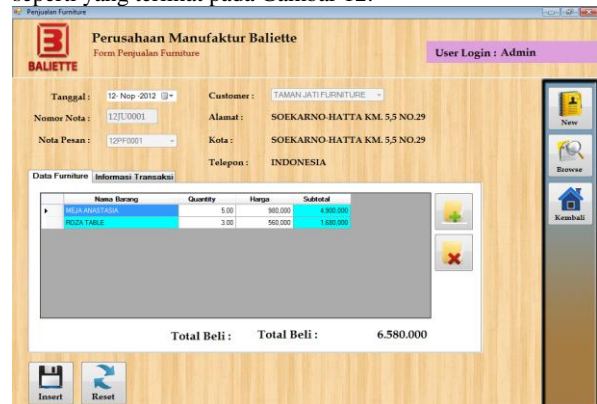 seperti yang terlihat pada Gambar 12.
Penjualan Furniture
BALIETTE
Perusahaan Manufaktur Baliette
Form Penjualan Furniture
User Login : Admin
Tanggal : 12- Nop -2012
Customer : TAMAN JATI FURNITURE
Nomor Nota : 12JU0001
Alamat : SOEKARNO-HATTA KM. 5,5 NO.29
Nota Pesan : 12PF0001
Kota : SOEKARNO-HATTA KM. 5,5 NO.29
Telepon : INDONESIA
New
Browse
Kembali
Data Furniture Informasi Transaksi
Nama Barang Quantity Harga Subtotal
MEJA ANASTASIA 5.00 980,000 4,900,000
ROZA TABLE 3.00 560,000 1,680,000
Total Beli : Total Beli : 6.580.000
Insert Reset